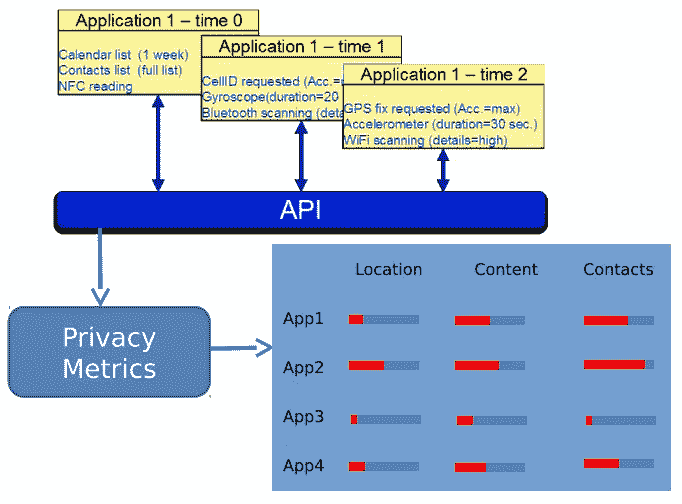 Application 1 – time 0
Calendar list (1 week)
Contacts list (full list)
NFC reading
Application 1 – time 1
CellID requested (Acc.=
Gyroscope(duration=20
Bluetooth scanning (deta
Application 1 – time 2
GPS fix requested (Acc.=max)
Accelerometer (duration=30 sec.)
WiFi scanning (details=high)
API
Privacy
Metrics
Location Content Contacts
App1
App2
App3
App4